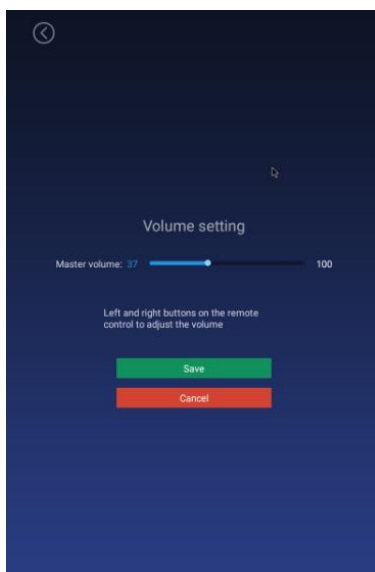 Volume setting
Master volume: 37 100
Left and right buttons on the remote
control to adjust the volume
Save
Cancel